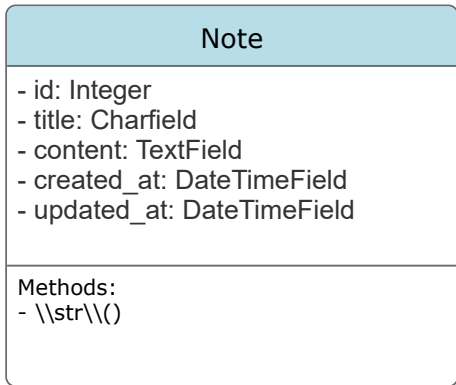 Note
- id: Integer
- title: Charfield
- content: TextField
- created_at: DateTimeField
- updated_at: DateTimeField
Methods:
- \\str\\()